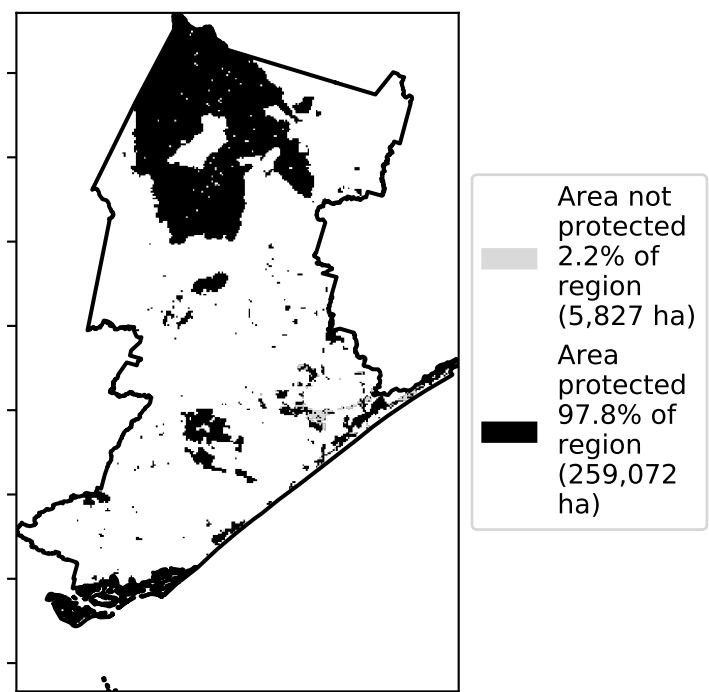 Area not
protected
2.2% of
region
(5,827 ha)
Area
protected
97.8% of
region
(259,072
ha)